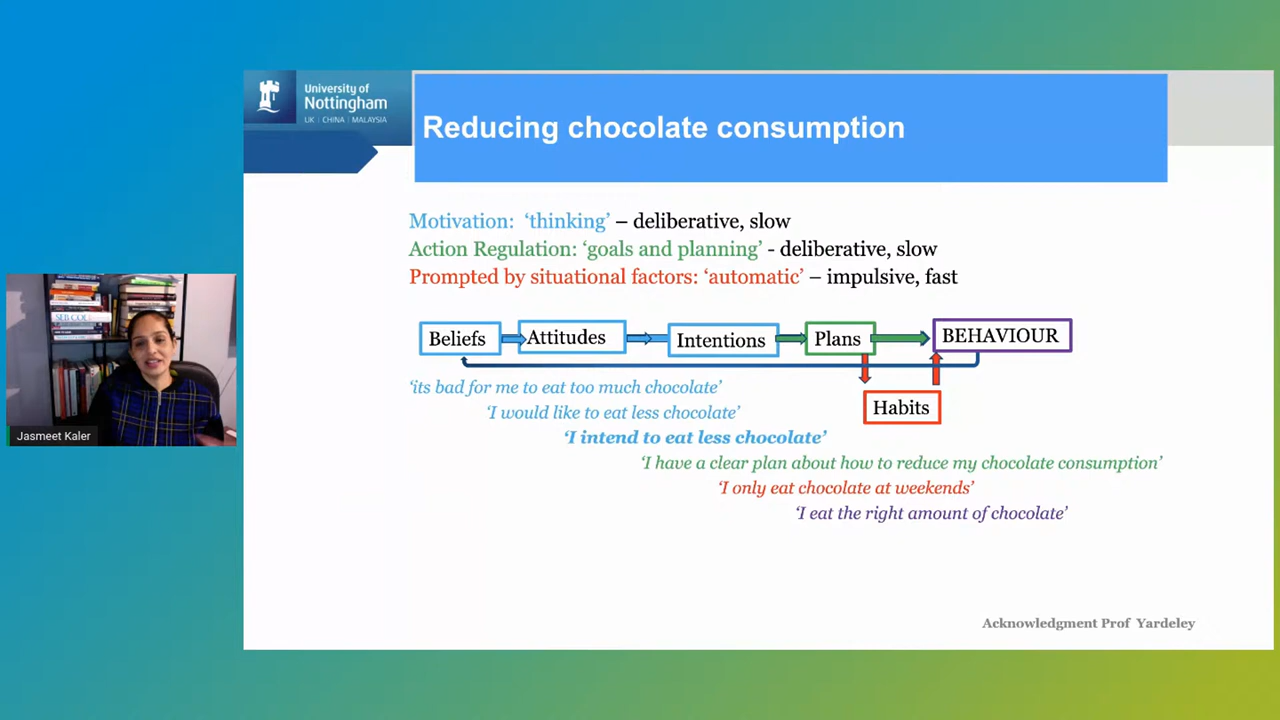 University of
Nottingham
UK | CHINA | MALAYSIA
Reducing chocolate consumption
Motivation: ‘thinking’ – deliberative, slow
Action Regulation: ‘goals and planning’ - deliberative, slow
Prompted by situational factors: ‘automatic’ – impulsive, fast
Beliefs
Attitudes
Intentions
Plans
BEHAVIOUR
Habits
‘its bad for me to eat too much chocolate’
‘I would like to eat less chocolate’
‘I intend to eat less chocolate’
‘I have a clear plan about how to reduce my chocolate consumption’
‘I only eat chocolate at weekends’
‘I eat the right amount of chocolate’
Jasmeet Kaler
Acknowledgment Prof Yardeley